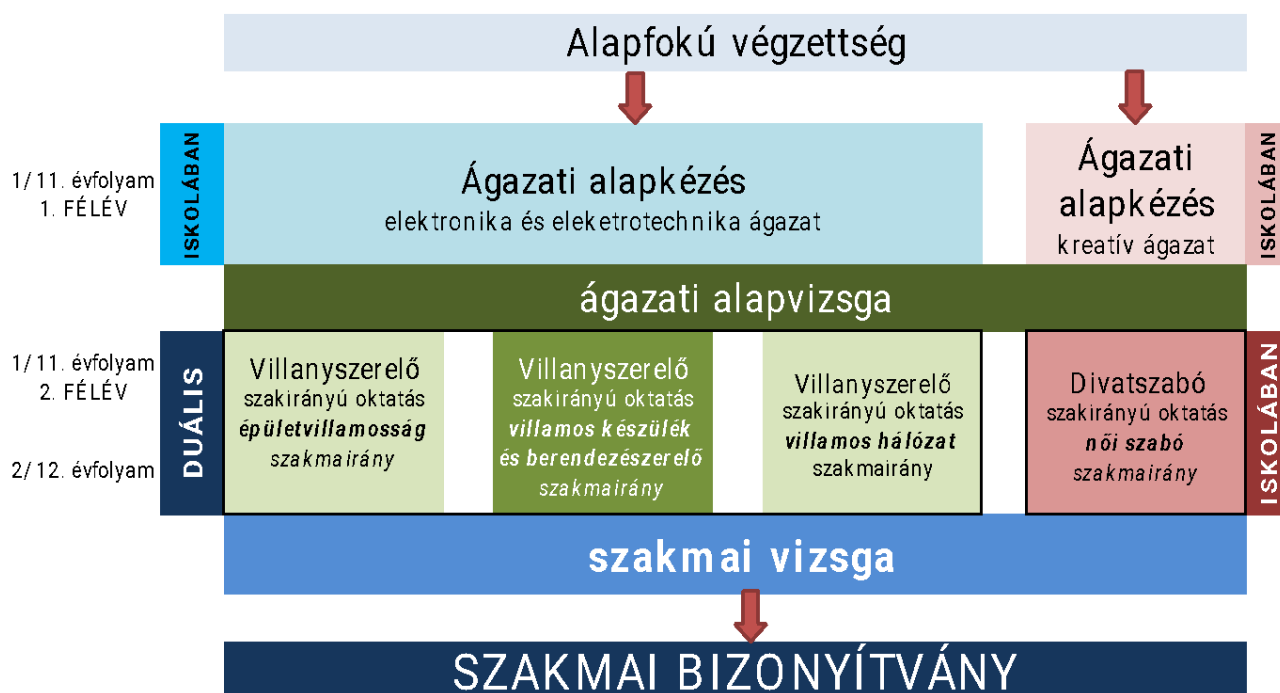 Alapfokú végzettség
1/11. évfolyam
1. FÉLÉV
ISKOLÁBAN
Ágazati alapkézés
elektronika és eleketrotechnika ágazat
Ágazati
alapkézés
kreatív ágazat
ISKOLÁBAN
ágazati alapvizsga
1/11. évfolyam
2. FÉLÉV
2/12. évfolyam
DUÁLIS
Villanyszerelő
szakirányú oktatás
épületvillamosság
szakmairány
Villanyszerelő
szakirányú oktatás
villamos készülék
és berendezészerelő
szakmairány
Villanyszerelő
szakirányú oktatás
villamos hálózat
szakmairány
Divatszabó
szakirányú oktatás
női szabó
szakmairány
ISKOLÁBAN
szakmai vizsga
SZAKMAI BIZONYÍTVÁNY